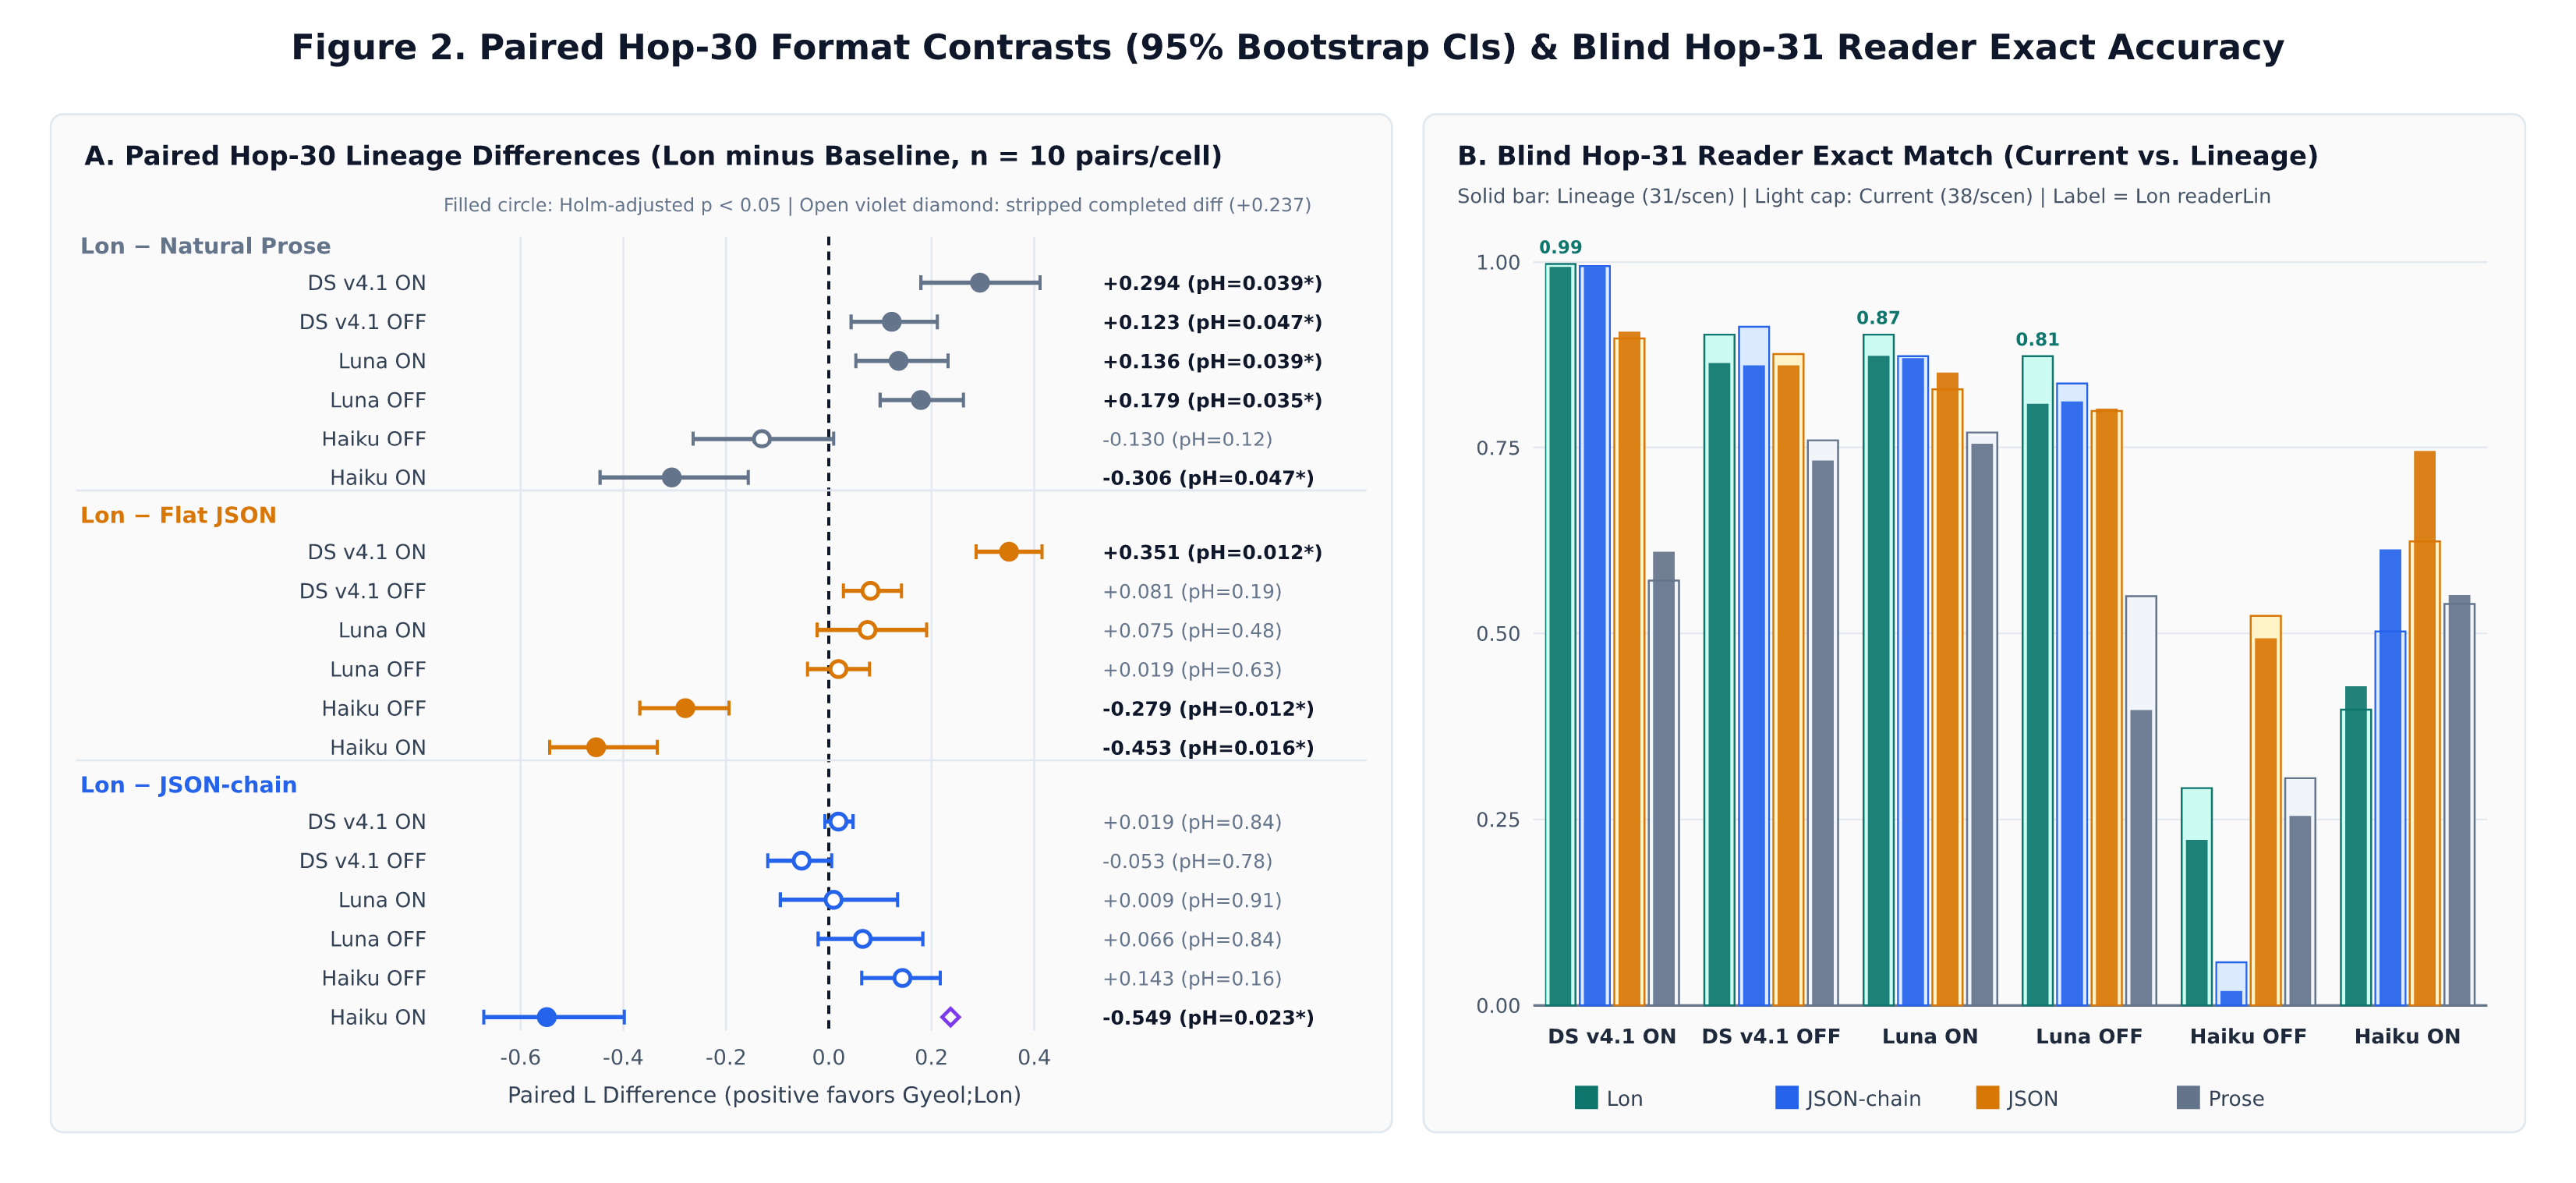 Figure 2. Paired Hop-30 Format Contrasts (95% Bootstrap CIs) & Blind Hop-31 Reader Exact Accuracy
A. Paired Hop-30 Lineage Differences (Lon minus Baseline, n = 10 pairs/cell)
Filled circle: Holm-adjusted p < 0.05 | Open violet diamond: stripped completed diff (+0.237)
Lon − Natural Prose
DS v4.1 ON +0.294 (pH=0.039*)
DS v4.1 OFF +0.123 (pH=0.047*)
Luna ON +0.136 (pH=0.039*)
Luna OFF +0.179 (pH=0.035*)
Haiku OFF -0.130 (pH=0.12)
Haiku ON -0.306 (pH=0.047*)
Lon − Flat JSON
DS v4.1 ON +0.351 (pH=0.012*)
DS v4.1 OFF +0.081 (pH=0.19)
Luna ON +0.075 (pH=0.48)
Luna OFF +0.019 (pH=0.63)
Haiku OFF -0.279 (pH=0.012*)
Haiku ON -0.453 (pH=0.016*)
Lon − JSON-chain
DS v4.1 ON +0.019 (pH=0.84)
DS v4.1 OFF -0.053 (pH=0.78)
Luna ON +0.009 (pH=0.91)
Luna OFF +0.066 (pH=0.84)
Haiku OFF +0.143 (pH=0.16)
Haiku ON -0.549 (pH=0.023*)
-0.6 -0.4 -0.2 0.0 0.2 0.4
Paired L Difference (positive favors Gyeol;Lon)
B. Blind Hop-31 Reader Exact Match (Current vs. Lineage)
Solid bar: Lineage (31/scen) | Light cap: Current (38/scen) | Label = Lon readerLin
0.99
1.00
0.87
0.81
0.75
0.50
0.25
0.00
DS v4.1 ON DS v4.1 OFF Luna ON Luna OFF Haiku OFF Haiku ON
Lon JSON-chain JSON Prose